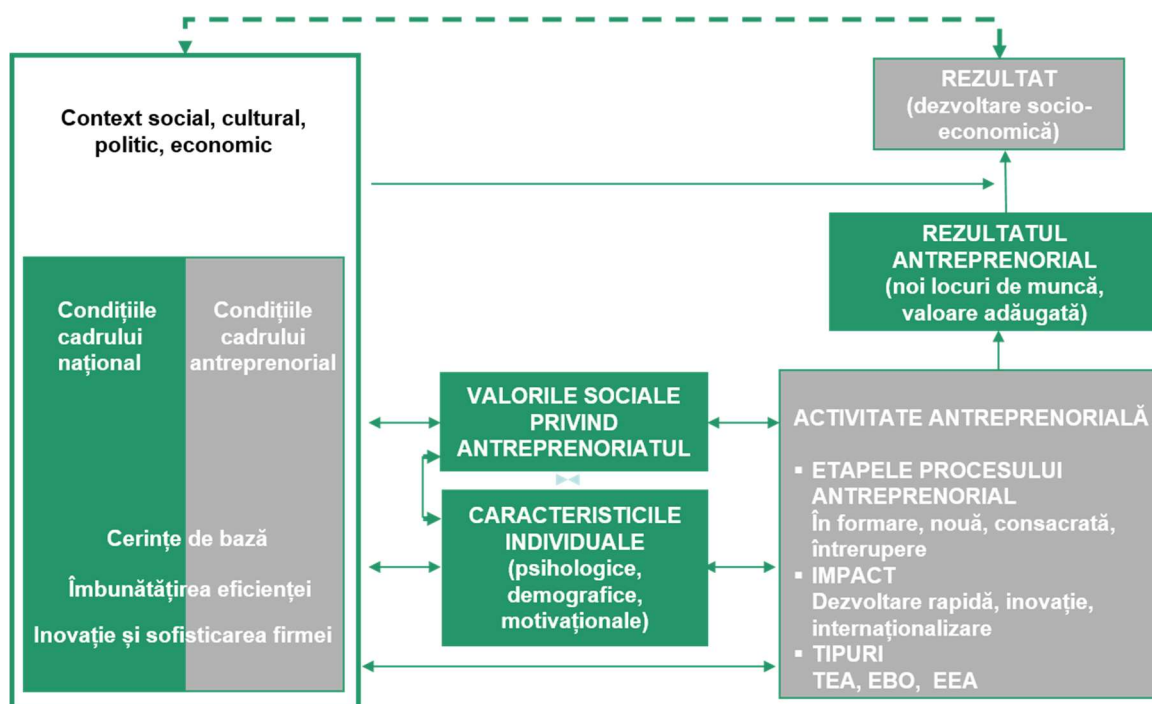 Context social, cultural,
politic, economic
Condițiile
cadrului
național
Condițiile
cadrului
antreprenorial
Cerințe de bază
Îmbunătățirea eficienței
Inovație și sofisticarea firmei
VALORILE SOCIALE
PRIVIND
ANTREPRENORIATUL
CARACTERISTICILE
INDIVIDUALE
(psihologice,
demografice,
motivaționale)
REZULTAT
(dezvoltare socio-
economică)
REZULTATUL
ANTREPRENORIAL
(noi locuri de muncă,
valoare adăugată)
ACTIVITATE ANTREPRENORIALĂ
▪ ETAPELE PROCESULUI
ANTREPRENORIAL
În formare, nouă, consacrată,
întrerupere
▪ IMPACT
Dezvoltare rapidă, inovație,
internaționalizare
▪ TIPURI
TEA, EBO, EEA